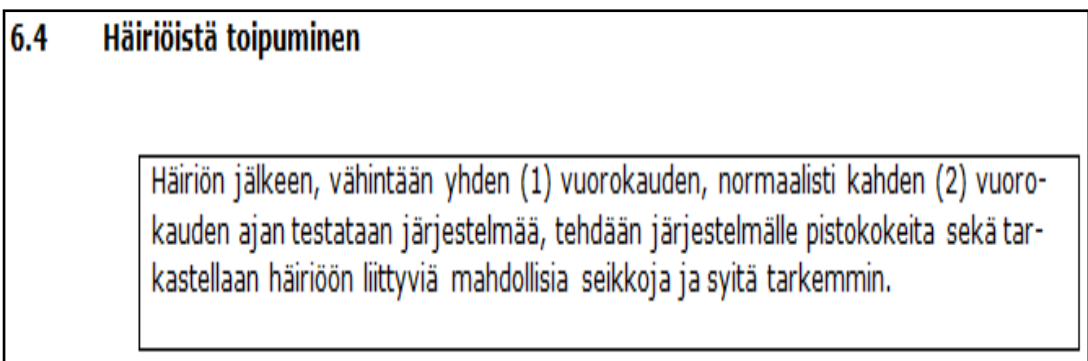 6.4 Häiriöistä toipuminen
Häiriön jälkeen, vähintään yhden (1) vuorokauden, normaalisti kahden (2) vuoro-
kauden ajan testataan järjestelmää, tehdään järjestelmälle pistokokeita sekä tar-
kastellaan häiriöön liittyviä mahdollisia seikkoja ja syitä tarkemmin.